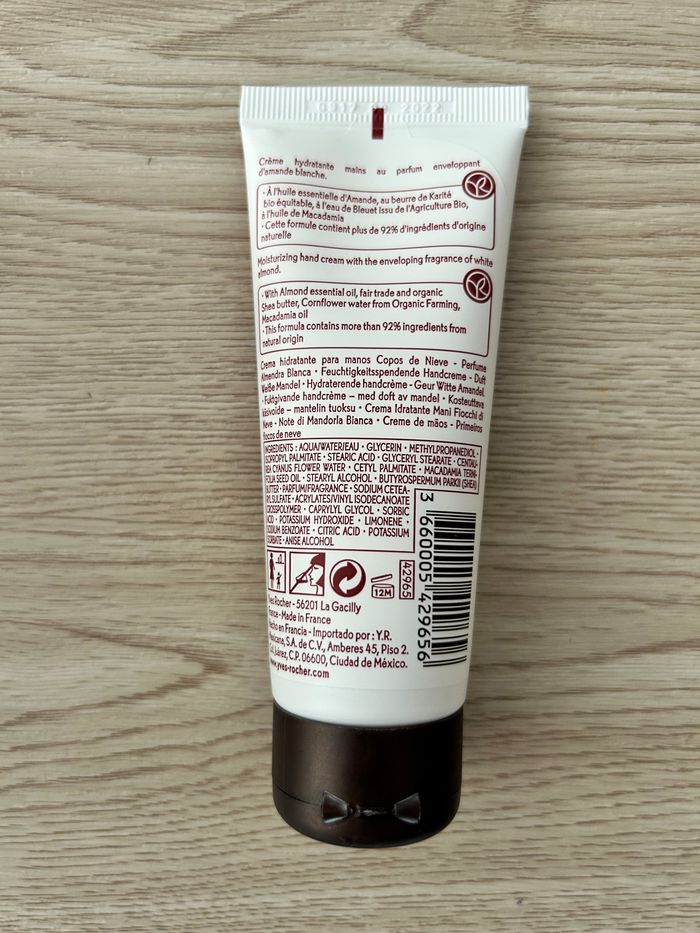 2022
Crème hydratante mains au parfum enveloppant
d'amande blanche.
• À l'huile essentielle d'Amande, au beurre de Karité
bio équitable, à l'eau de Bleuet issu de l'Agriculture Bio,
à l'huile de Macadamia
• Cette formule contient plus de 92% d'ingrédients d'origine
naturelle
Moisturizing hand cream with the enveloping fragrance of white
almond.
• With Almond essential oil, fair trade and organic
Shea butter, Cornflower water from Organic Farming,
Macadamia oil
• This formula contains more than 92% ingredients from
natural origin
Crema hidratante para manos Copos de Nieve - Perfume
Almendra Blanca • Feuchtigkeitsspendende Handcreme - Duft
Weiße Mandel • Hydraterende handcrème - Geur Witte Amandel
• Fuktgivande handcrème – med doft av mandel • Kosteuttava
käsivoide – mantelin tuoksu • Crema Idratante Mani Fiocchi di
Neve - Note di Mandorla Bianca • Creme de mãos - Primeiros
flocos de neve
INGREDIENTS : AQUA/WATER/EAU • GLYCERIN • METHYLPROPANEDIOL •
ISOPROPYL PALMITATE • STEARIC ACID • GLYCERYL STEARATE • CENTAU-
REA CYANUS FLOWER WATER • CETYL PALMITATE • MACADAMIA TERNI-
FOLIA SEED OIL • STEARYL ALCOHOL • BUTYROSPERMUM PARKII (SHEA)
BUTTER • PARFUM/FRAGRANCE • SODIUM CETEA-
RYL SULFATE • ACRYLATES/VINYL ISODECANOATE
CROSSPOLYMER • CAPRYLYL GLYCOL • SORBIC
ACID • POTASSIUM HYDROXIDE • LIMONENE •
SODIUM BENZOATE • CITRIC ACID • POTASSIUM
SORBATE • ANISE ALCOHOL
12M
42965
3 660005 429656
Yves Rocher - 56201 La Gacilly
France - Made in France
Hecho en Francia - Importado por : Y.R.
Mexicana, S.A. de C.V., Amberes 45, Piso 2.
Col. Juárez, C.P. 06600, Ciudad de México.
www.yves-rocher.com